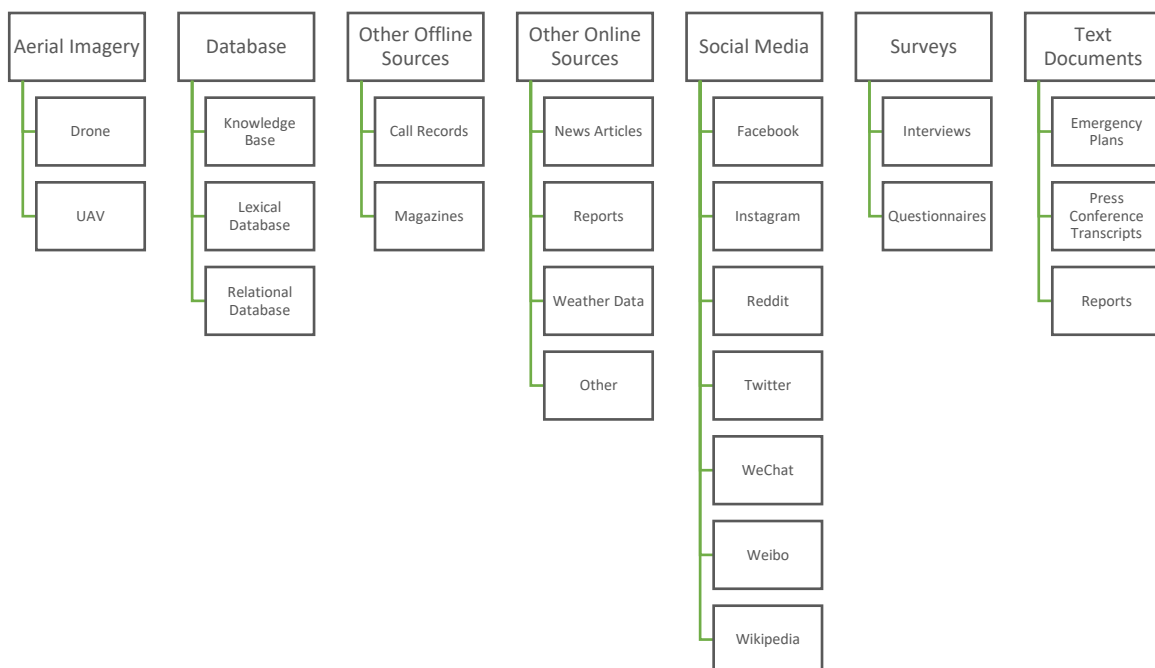 Aerial Imagery
Drone
UAV
Database
Knowledge
Base
Lexical
Database
Relational
Database
Other Offline
Sources
Call Records
Magazines
Other Online
Sources
News Articles
Reports
Weather Data
Other
Social Media
Facebook
Instagram
Reddit
Twitter
WeChat
Weibo
Wikipedia
Surveys
Interviews
Questionnaires
Text
Documents
Emergency
Plans
Press
Conference
Transcripts
Reports